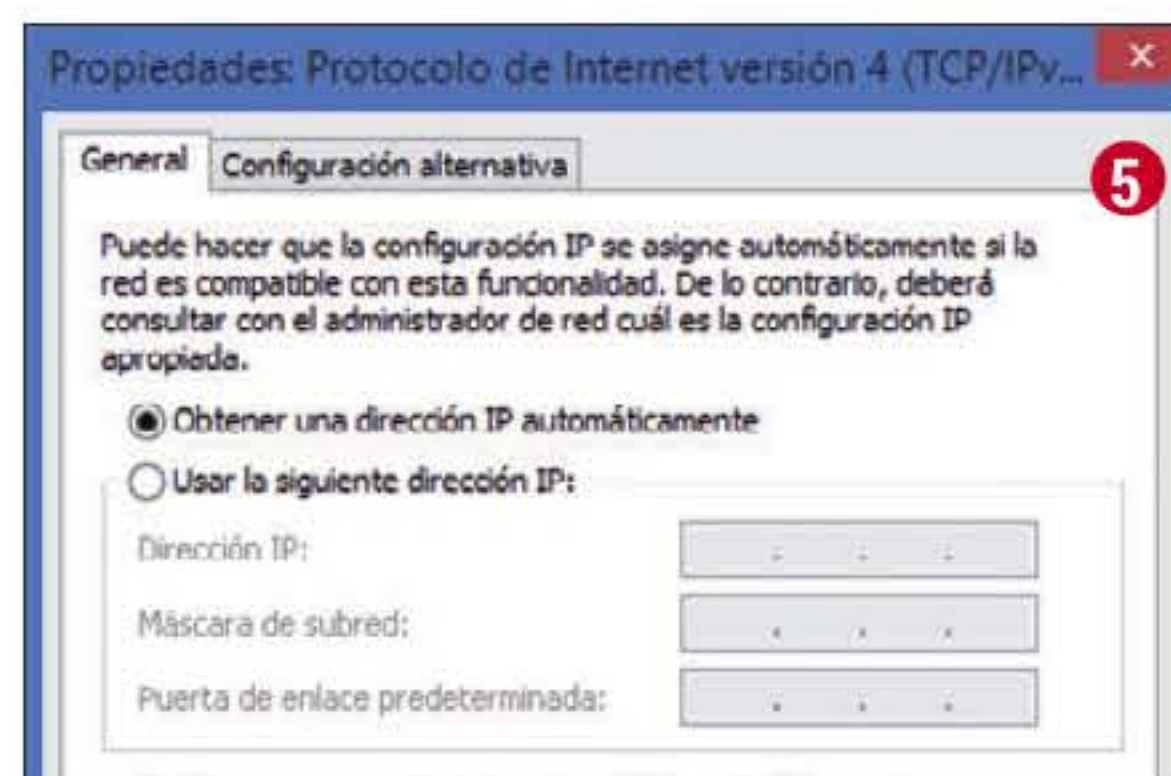 Propiedades: Protocolo de Internet versión 4 (TCP/IPv...
General
Configuración alternativa
5
Puede hacer que la configuración IP se asigne automáticamente si la
red es compatible con esta funcionalidad. De lo contrario, deberá
consultar con el administrador de red cuál es la configuración IP
apropiada.
Obtener una dirección IP automáticamente
Usar la siguiente dirección IP:
Dirección IP:
Máscara de subred:
Puerta de enlace predeterminada: